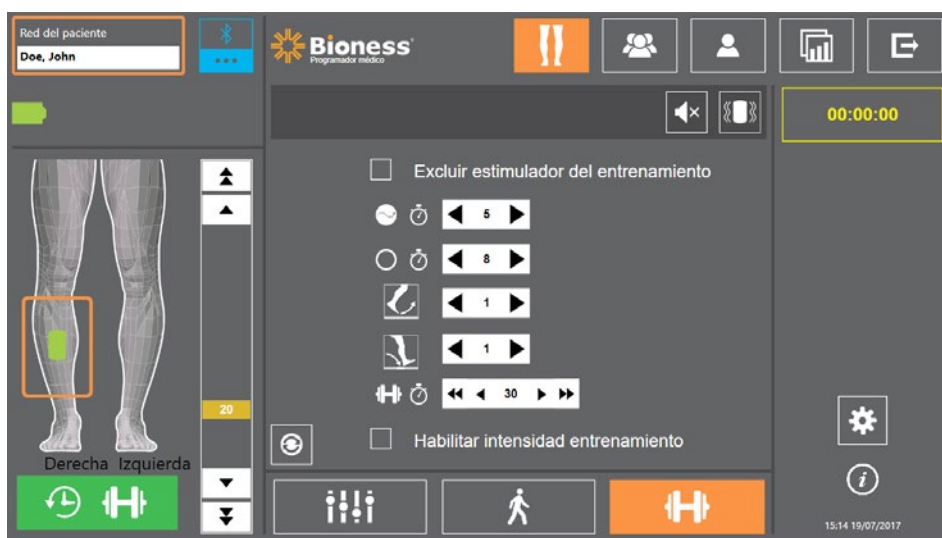 Red del paciente
Doe, John
Bioness
Programador médico
00:00:00
Excluir estimulador del entrenamiento
5
8
1
1
30
20
Habilitar intensidad entrenamiento
Derecha Izquierda
15:14 19/07/2017